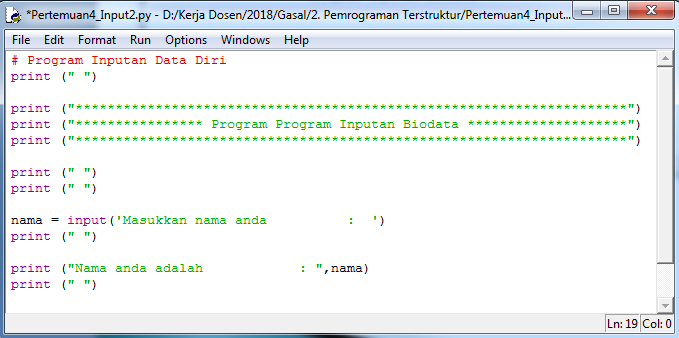 *Pertemuan4_Input2.py - D:/Kerja Dosen/2018/Gasal/2. Pemrograman Terstruktur/Pertemuan4_Input...
File Edit Format Run Options Windows Help
# Program Inputan Data Diri
print (" ")
print ("*********************************************************************")
print ("**************** Program Program Inputan Biodata ********************")
print ("*********************************************************************")
print (" ")
print (" ")
nama = input('Masukkan nama anda          :  ')
print (" ")
print ("Nama anda adalah            : ",nama)
print (" ")
Ln: 19 Col: 0